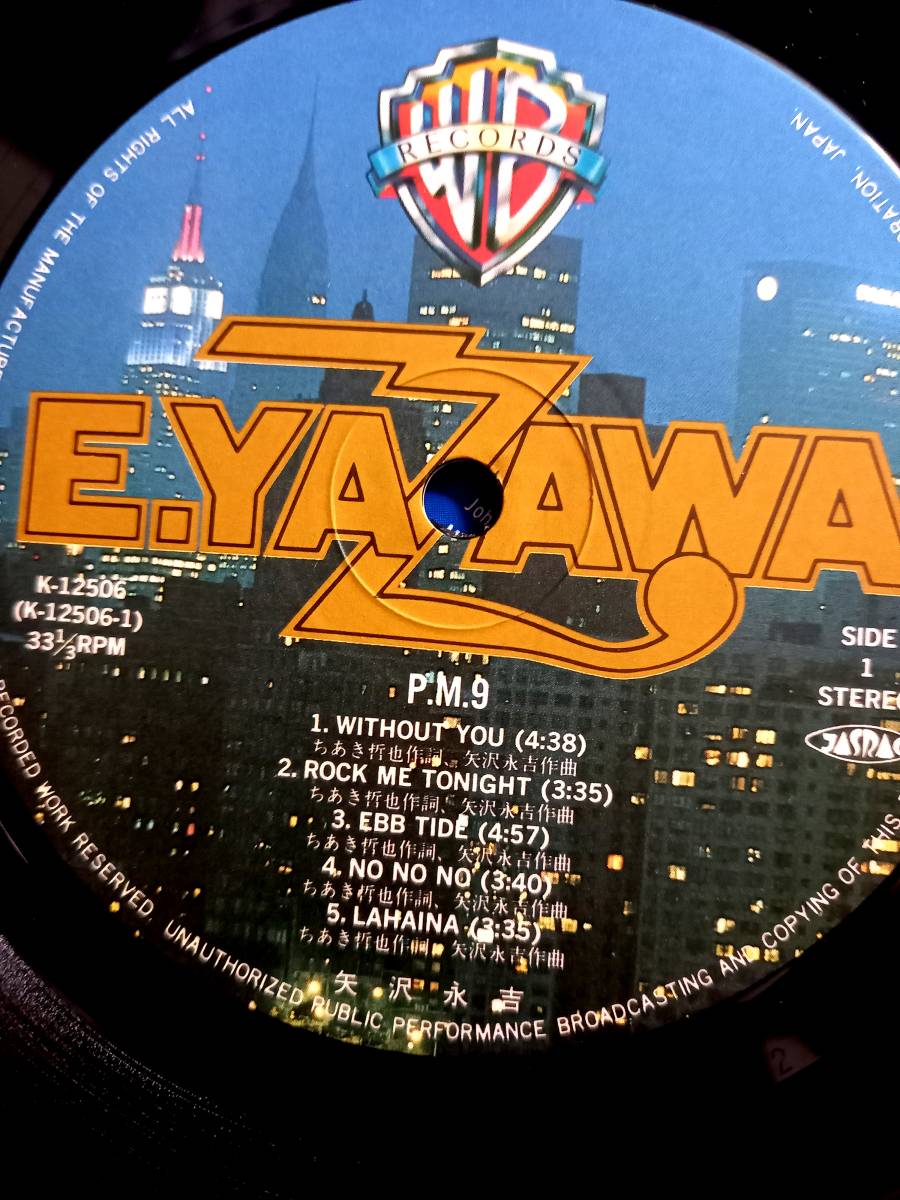 WB
RECORDS
E.YAZAWA
K-12506
(K-12506-1)
33⅓RPM
SIDE
1
STEREO
JASRAC
P.M.9
1. WITHOUT YOU (4:38)
ちあき哲也作詞、矢沢永吉作曲
2. ROCK ME TONIGHT (3:35)
ちあき哲也作詞、矢沢永吉作曲
3. EBB TIDE (4:57)
ちあき哲也作詞、矢沢永吉作曲
4. NO NO NO (3:40)
ちあき哲也作詞、矢沢永吉作曲
5. LAHAINA (3:35)
ちあき哲也作詞、矢沢永吉作曲
矢沢永吉
ALL RIGHTS OF THE MANUFACTURE
RECORDED WORK RESERVED. UNAUTHORIZED PUBLIC PERFORMANCE BROADCASTING AND COPYING OF THIS
RATION, JAPAN.
Joh
2